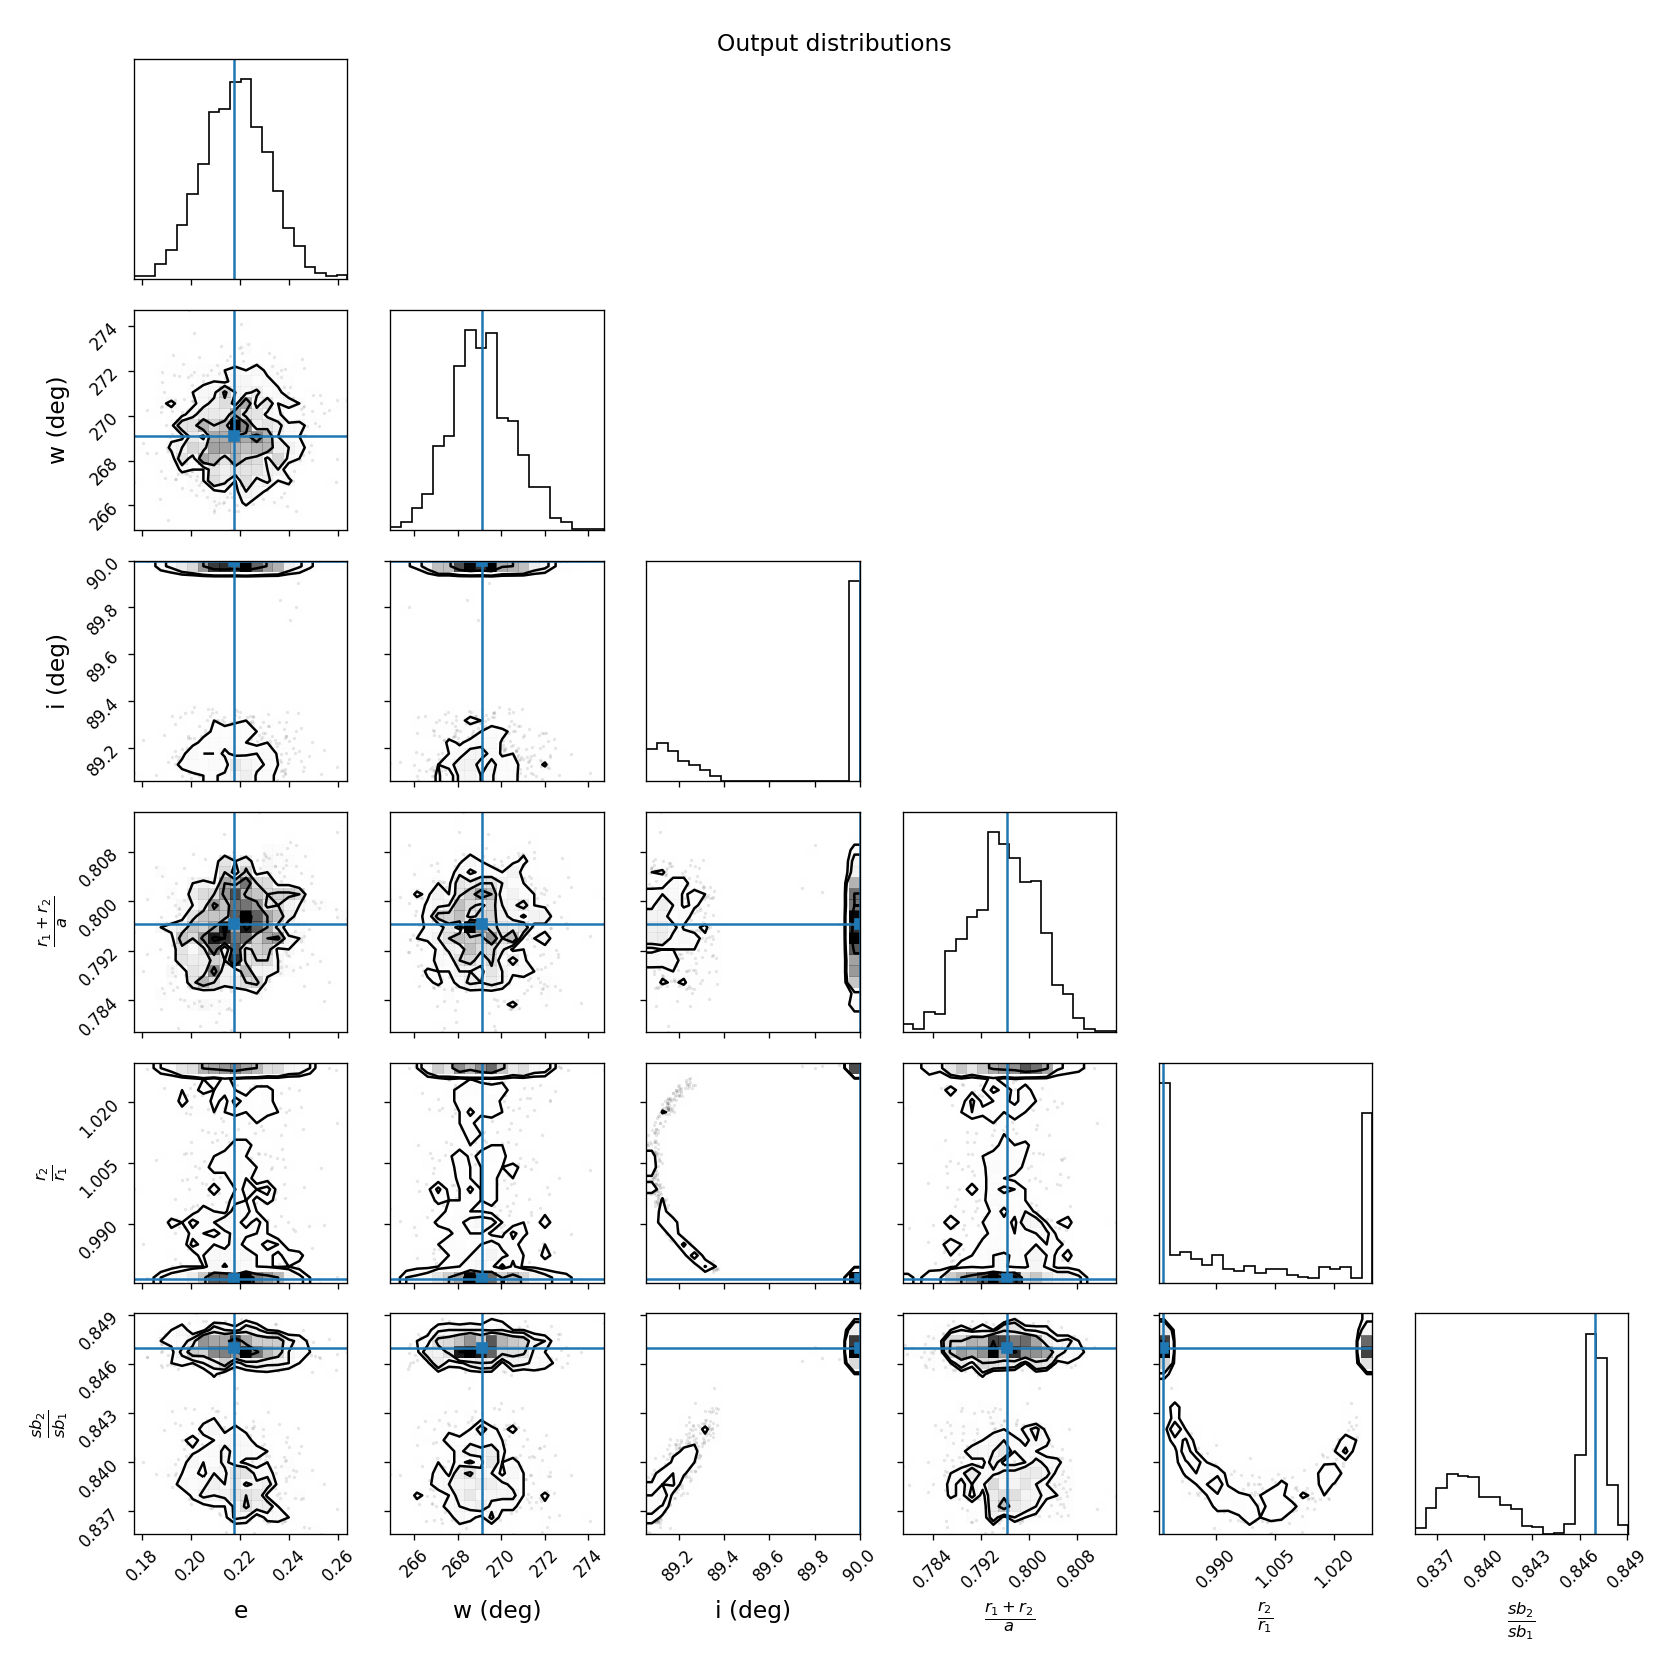 Output distributions
274
272
270
268
266
w (deg)
90.0
89.8
89.6
89.4
89.2
i (deg)
0.808
0.800
0.792
0.784
r₁ + r₂
a
1.020
1.005
0.990
r₂
r₁
0.849
0.846
0.843
0.840
0.837
sb₂
sb₁
0.18 0.20 0.22 0.24 0.26
266 268 270 272 274
89.2 89.4 89.6 89.8 90.0
0.784 0.792 0.800 0.808
0.990 1.005 1.020
0.837 0.840 0.843 0.846 0.849
e
w (deg)
i (deg)
r₁ + r₂
a
r₂
r₁
sb₂
sb₁